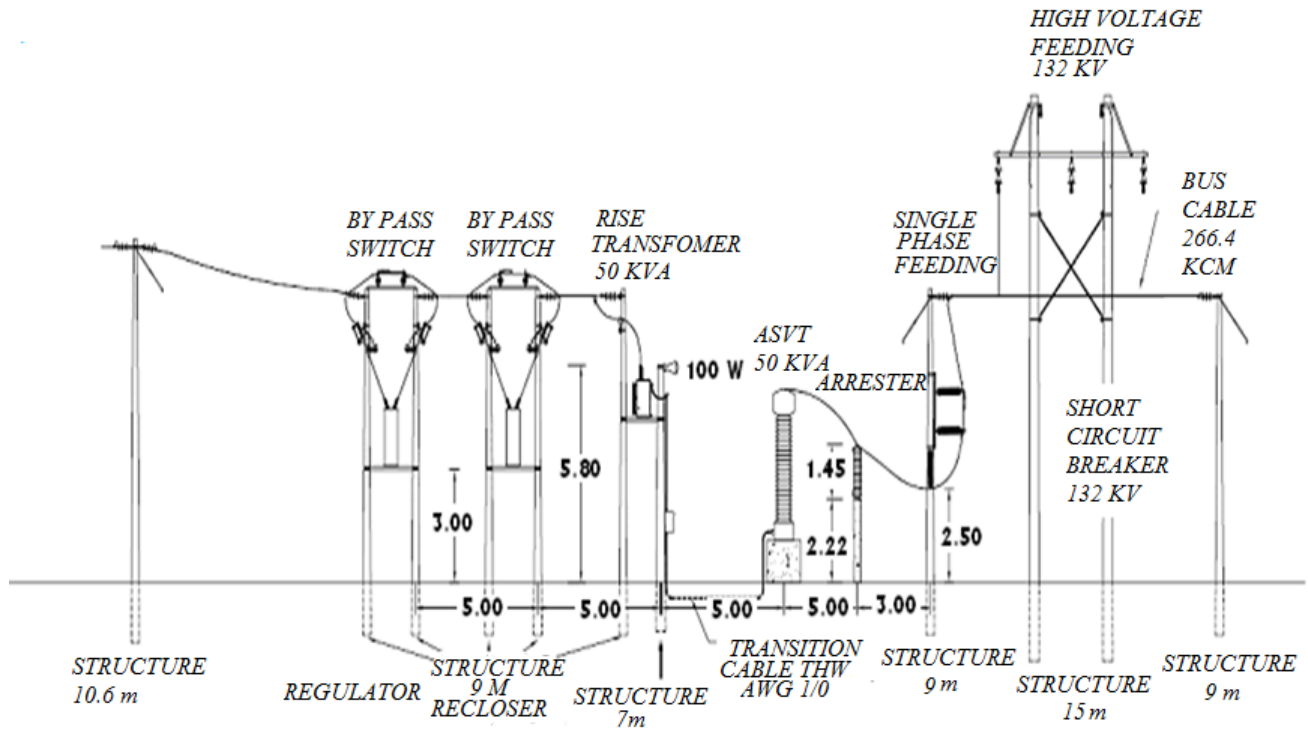 HIGH VOLTAGE
FEEDING
132 KV
BUS
CABLE
266.4
KCM
BY PASS
SWITCH
BY PASS
SWITCH
RISE
TRANSFOMER
50 KVA
SINGLE
PHASE
FEEDING
ASVT
50 KVA
ARRESTER
100 W
SHORT
CIRCUIT
BREAKER
132 KV
5.80
1.45
3.00
2.22
2.50
5.00
5.00
5.00
5.00
3.00
STRUCTURE
10.6 m
REGULATOR
STRUCTURE
9 M
RECLOSER
STRUCTURE
7m
TRANSITION
CABLE THW
AWG 1/0
STRUCTURE
9 m
STRUCTURE
15 m
STRUCTURE
9 m